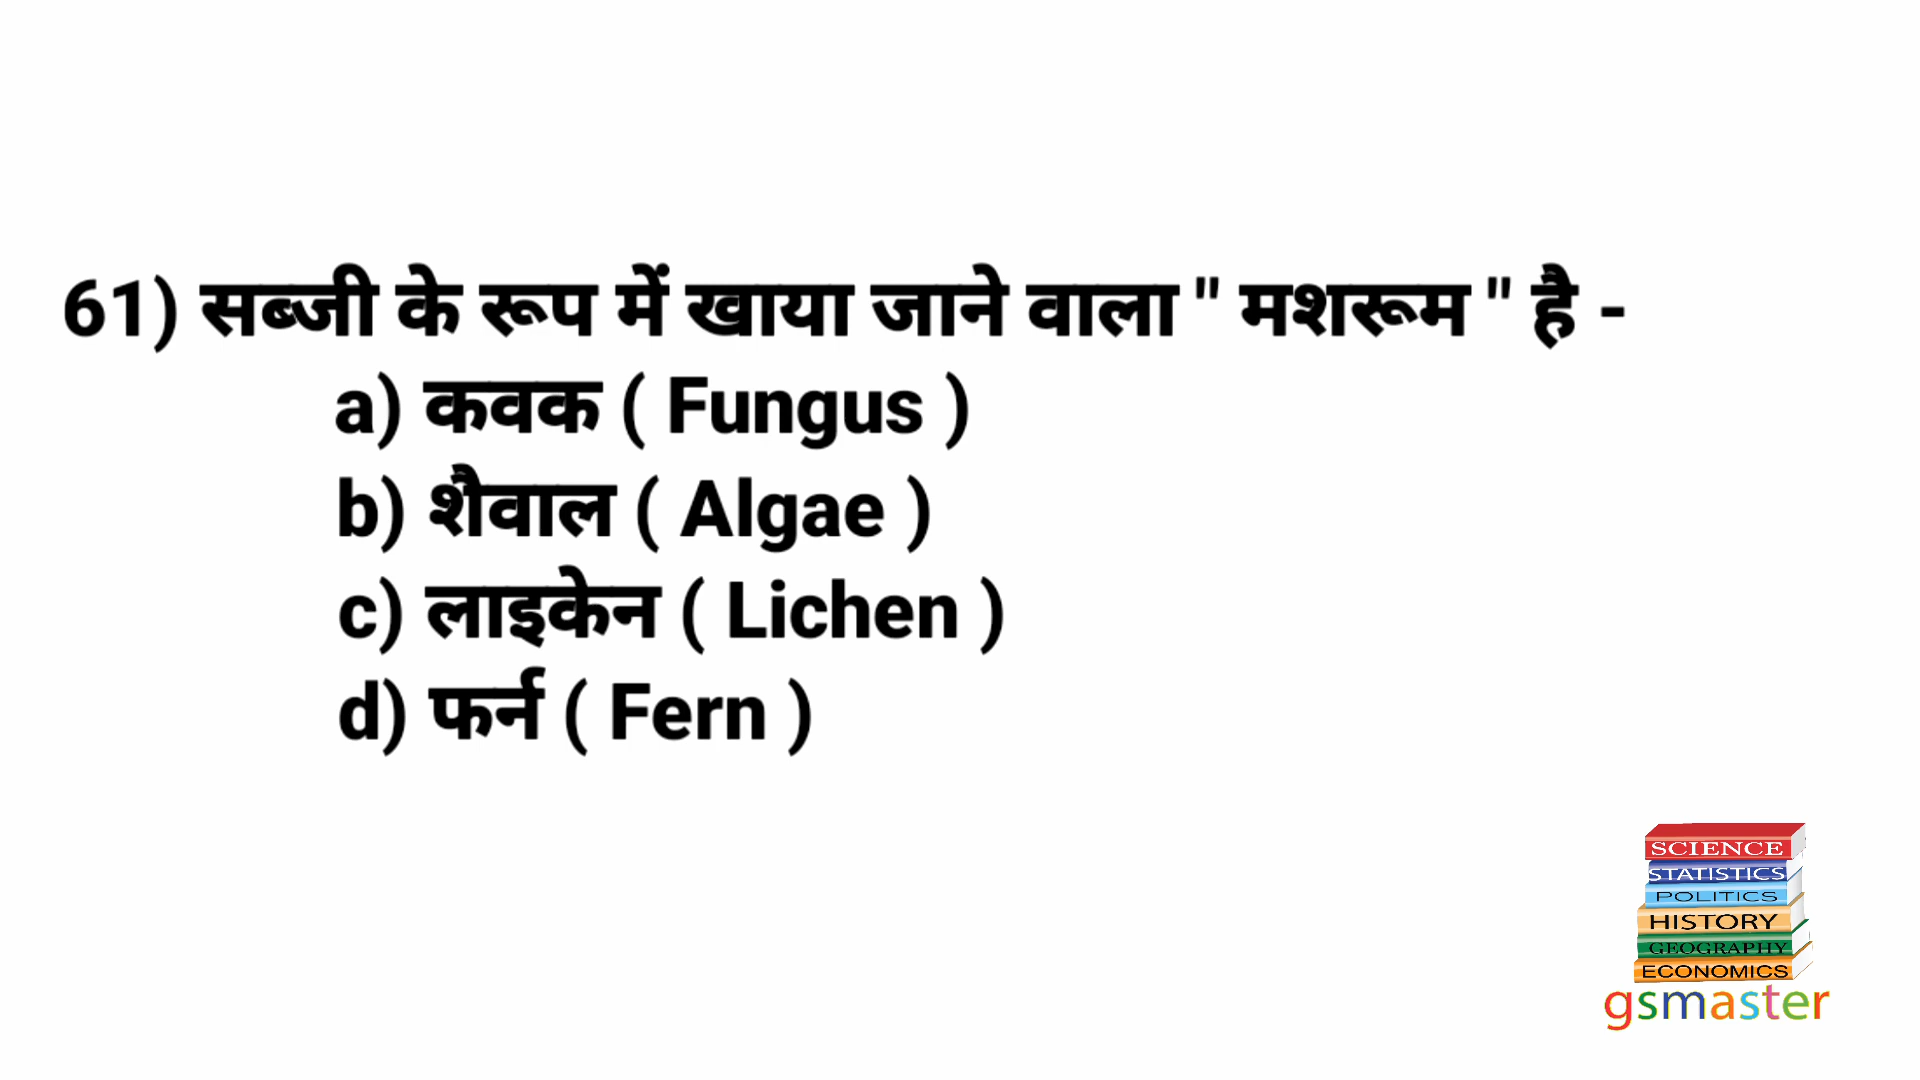 61) सब्जी के रूप में खाया जाने वाला " मशरूम " है -
a) कवक ( Fungus )
b) शैवाल ( Algae )
c) लाइकेन ( Lichen )
d) फर्न ( Fern )
SCIENCE
STATISTICS
POLITICS
HISTORY
GEOGRAPHY
ECONOMICS
gsmaster